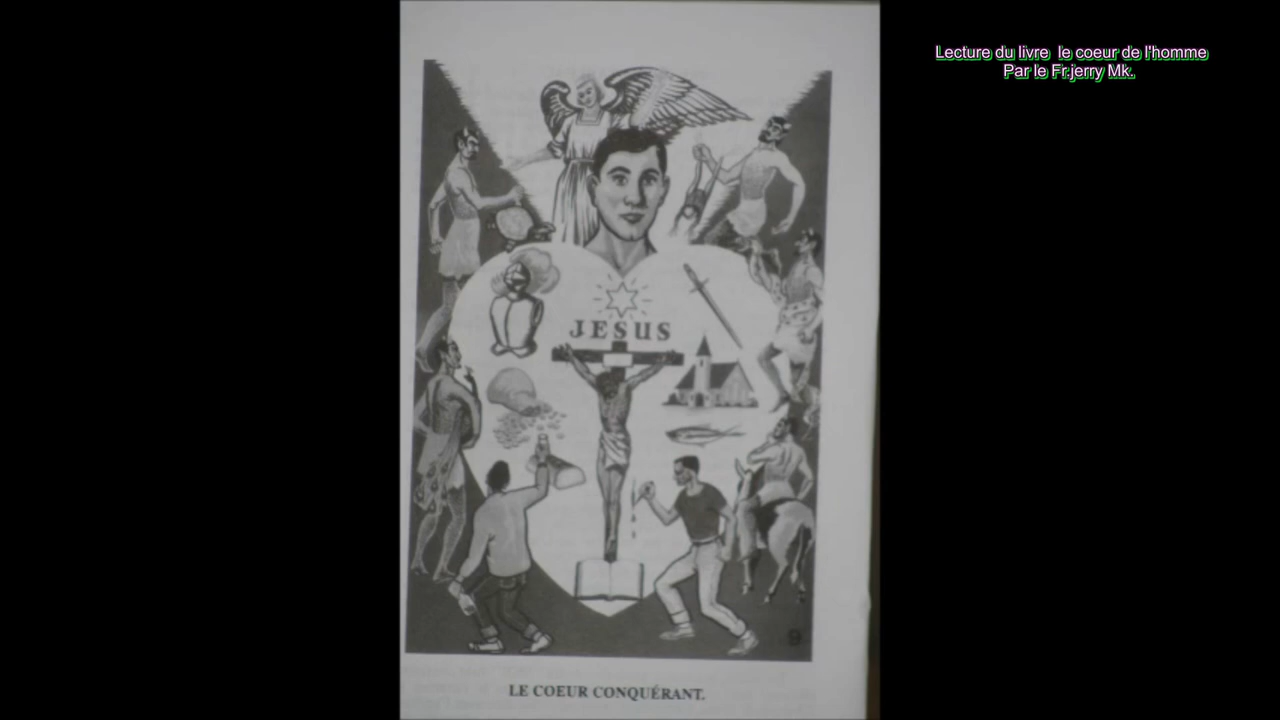 Lecture du livre le coeur de l'homme
Par le Fr.jerry Mk.
JESUS
9
LE COEUR CONQUÉRANT.